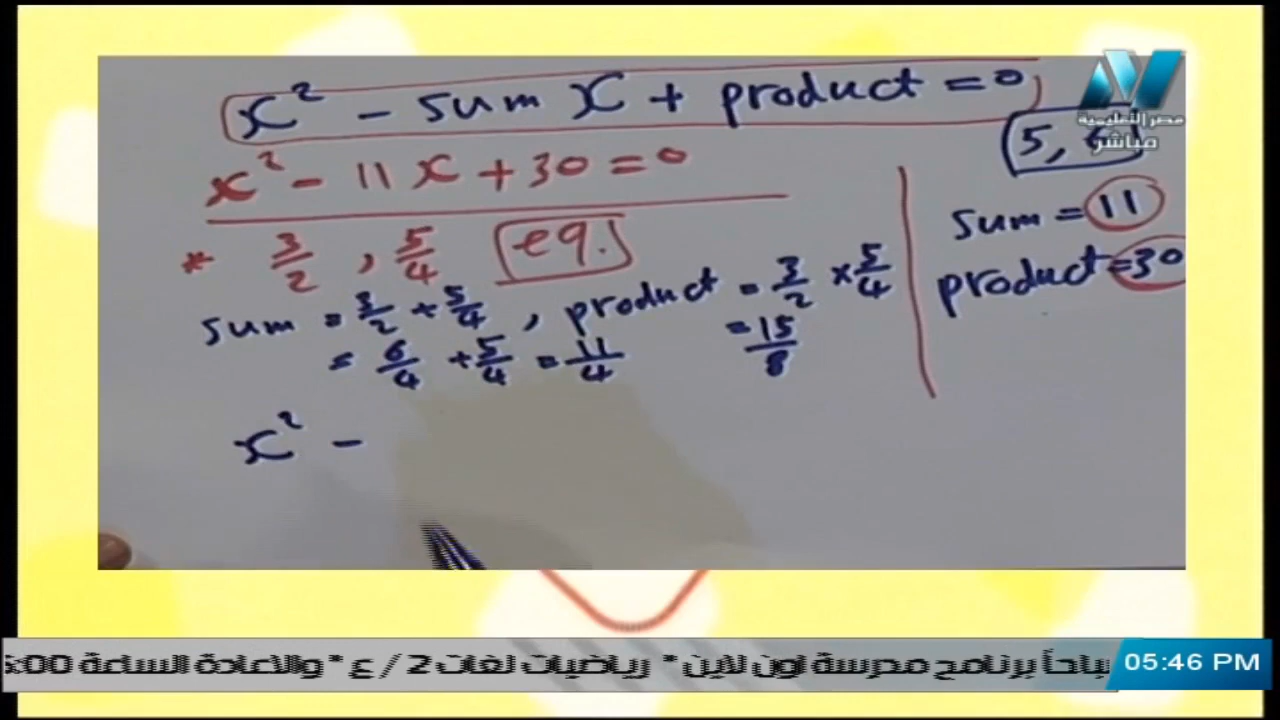 x² - sum x + product = 0
x² - 11x + 30 = 0
* 3/2 , 5/4 eq.
sum = 3/2 + 5/4 , product = 3/2 × 5/4
= 6/4 + 5/4 = 11/4 = 15/8
x² -
5,
sum = 11
product = 30
مصر التعليمية
مباشر
باحاً برنامج مدرسة اون لاين " رياضيات لغات 2 / ع " والاعادة الساعة 5:00
05:46 PM